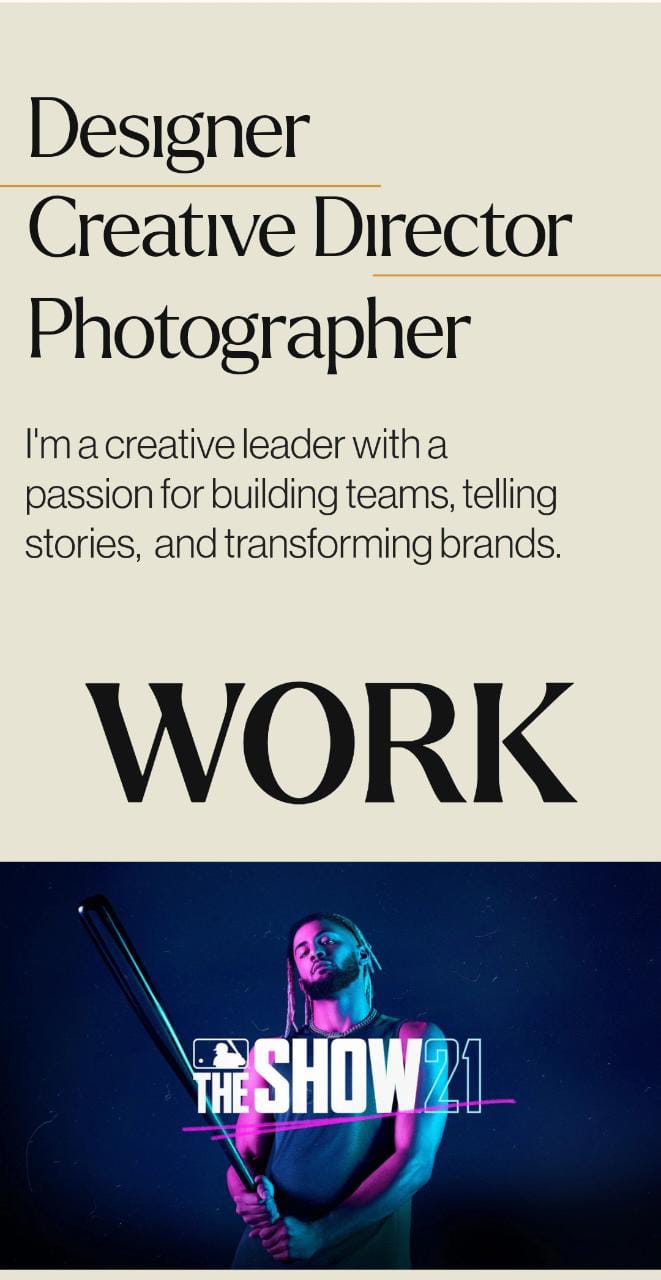 Designer
Creative Director
Photographer
I'm a creative leader with a
passion for building teams, telling
stories, and transforming brands.
WORK
THE SHOW 21